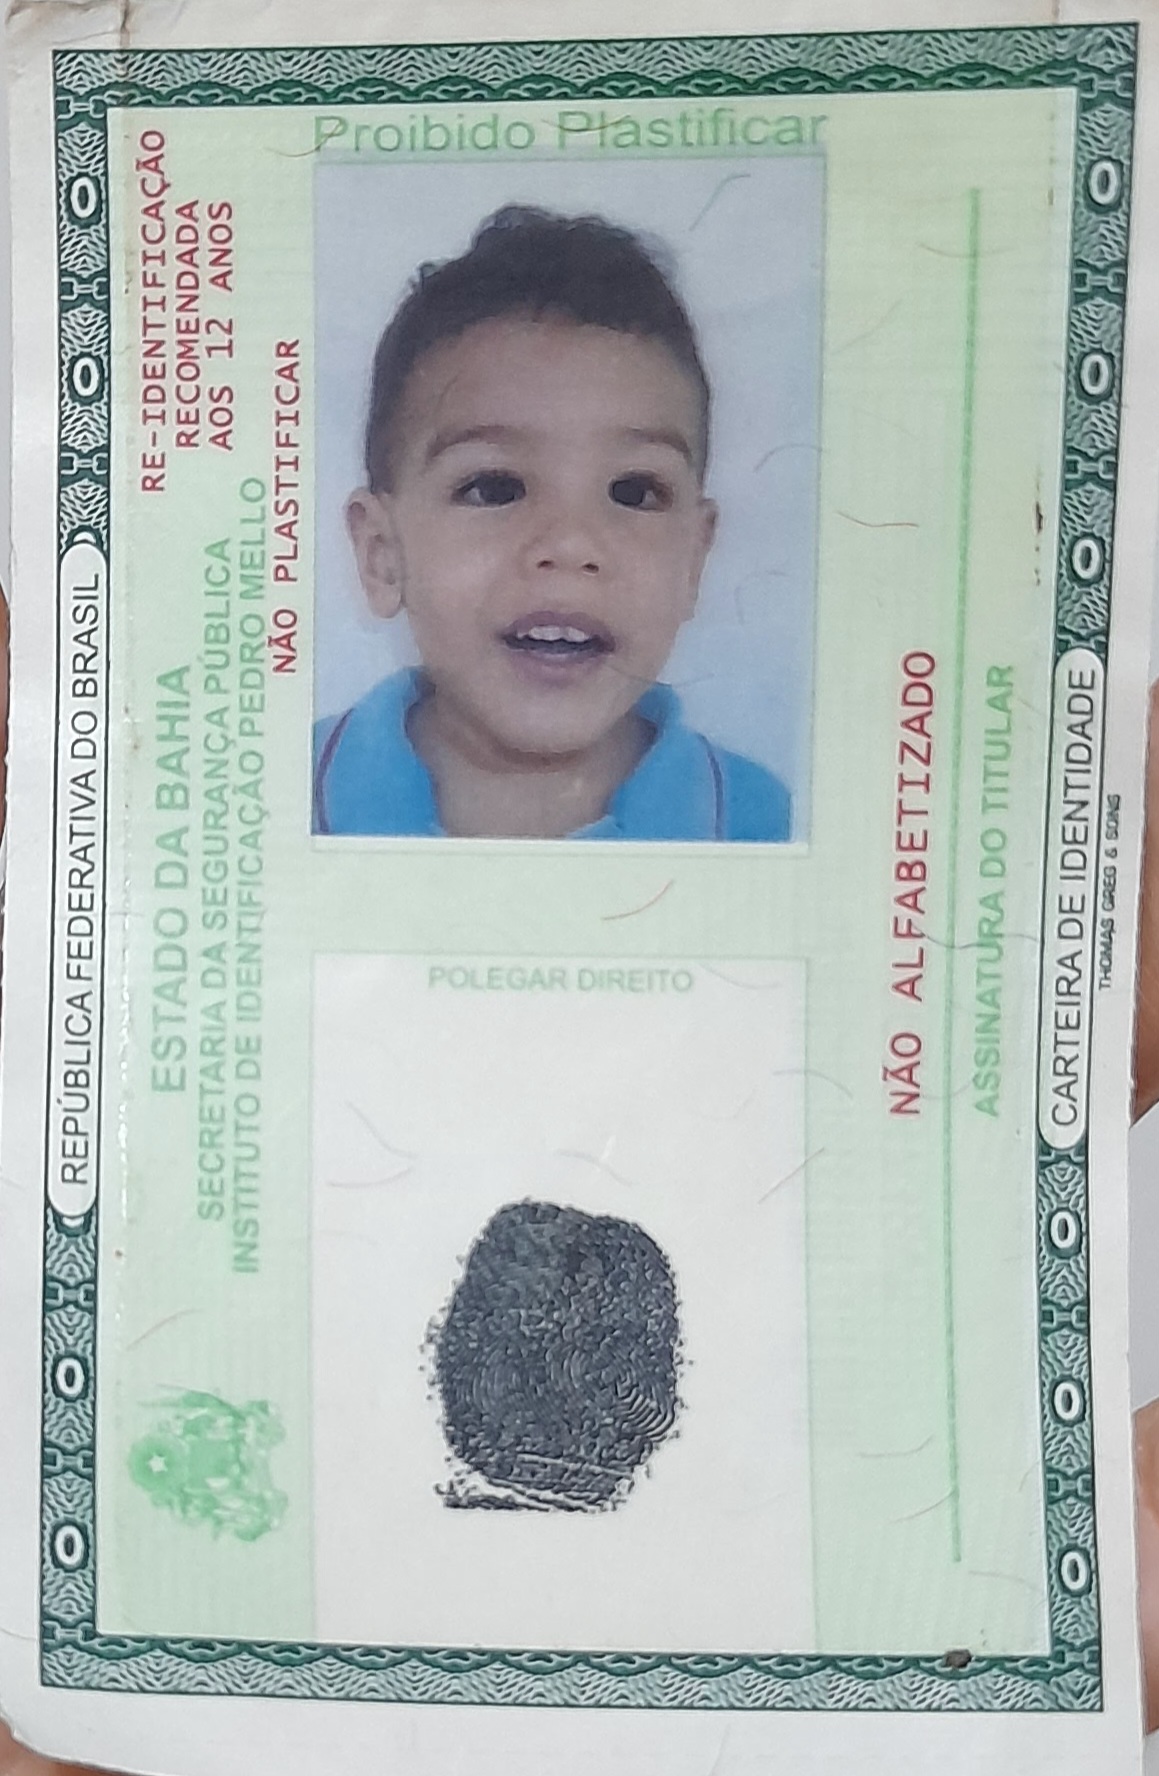 REPÚBLICA FEDERATIVA DO BRASIL
ESTADO DA BAHIA
SECRETARIA DA SEGURANÇA PÚBLICA
INSTITUTO DE IDENTIFICAÇÃO PEDRO MELLO
RE-IDENTIFICAÇÃO
RECOMENDADA
AOS 12 ANOS
NÃO PLASTIFICAR
Proibido Plastificar
POLEGAR DIREITO
NÃO ALFABETIZADO
ASSINATURA DO TITULAR
CARTEIRA DE IDENTIDADE
THOMAS GREG & SONS